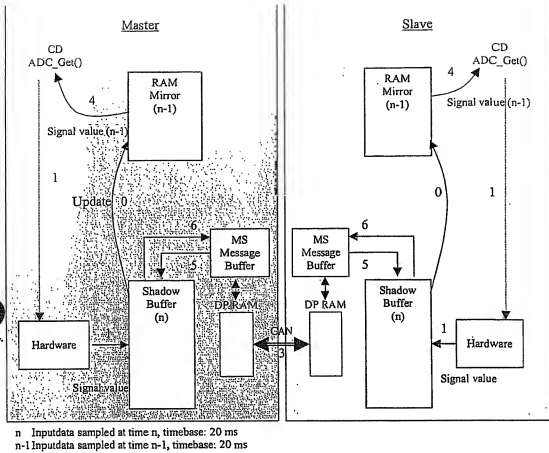 Master
CD
ADC_Get()
4
RAM
Mirror
(n-1)
Signal value (n-1)
1
Update 0
6
MS
Message
Buffer
5
Shadow
Buffer
(n)
DP RAM
Hardware
1
Signal value
CAN
3
Slave
CD
ADC_Get()
4
RAM
Mirror
(n-1)
Signal value (n-1)
0
1
6
MS
Message
Buffer
5
DP RAM
Shadow
Buffer
(n)
1
Hardware
Signal value
n Inputdata sampled at time n, timebase: 20 ms
n-1 Inputdata sampled at time n-1, timebase: 20 ms